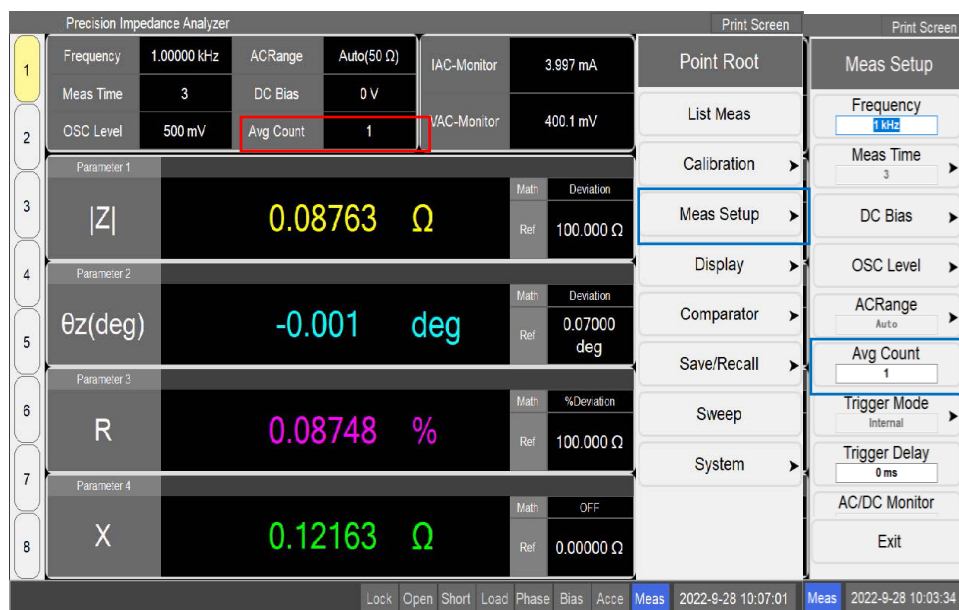 Precision Impedance Analyzer
Print Screen
Print Screen
1
2
3
4
5
6
7
8
Frequency 1.00000 kHz ACRange Auto(50 Ω) IAC-Monitor 3.997 mA
Meas Time 3 DC Bias 0 V
OSC Level 500 mV Avg Count 1 VAC-Monitor 400.1 mV
Parameter 1
|Z| 0.08763 Ω
Math Deviation
Ref 100.000 Ω
Parameter 2
θz(deg) -0.001 deg
Math Deviation
Ref 0.07000
deg
Parameter 3
R 0.08748 %
Math %Deviation
Ref 100.000 Ω
Parameter 4
X 0.12163 Ω
Math OFF
Ref 0.00000 Ω
Point Root
List Meas
Calibration
Meas Setup
Display
Comparator
Save/Recall
Sweep
System
Meas Setup
Frequency
1 kHz
Meas Time
3
DC Bias
OSC Level
ACRange
Auto
Avg Count
1
Trigger Mode
Internal
Trigger Delay
0 ms
AC/DC Monitor
Exit
Lock Open Short Load Phase Bias Acce Meas 2022-9-28 10:07:01
Meas 2022-9-28 10:03:34